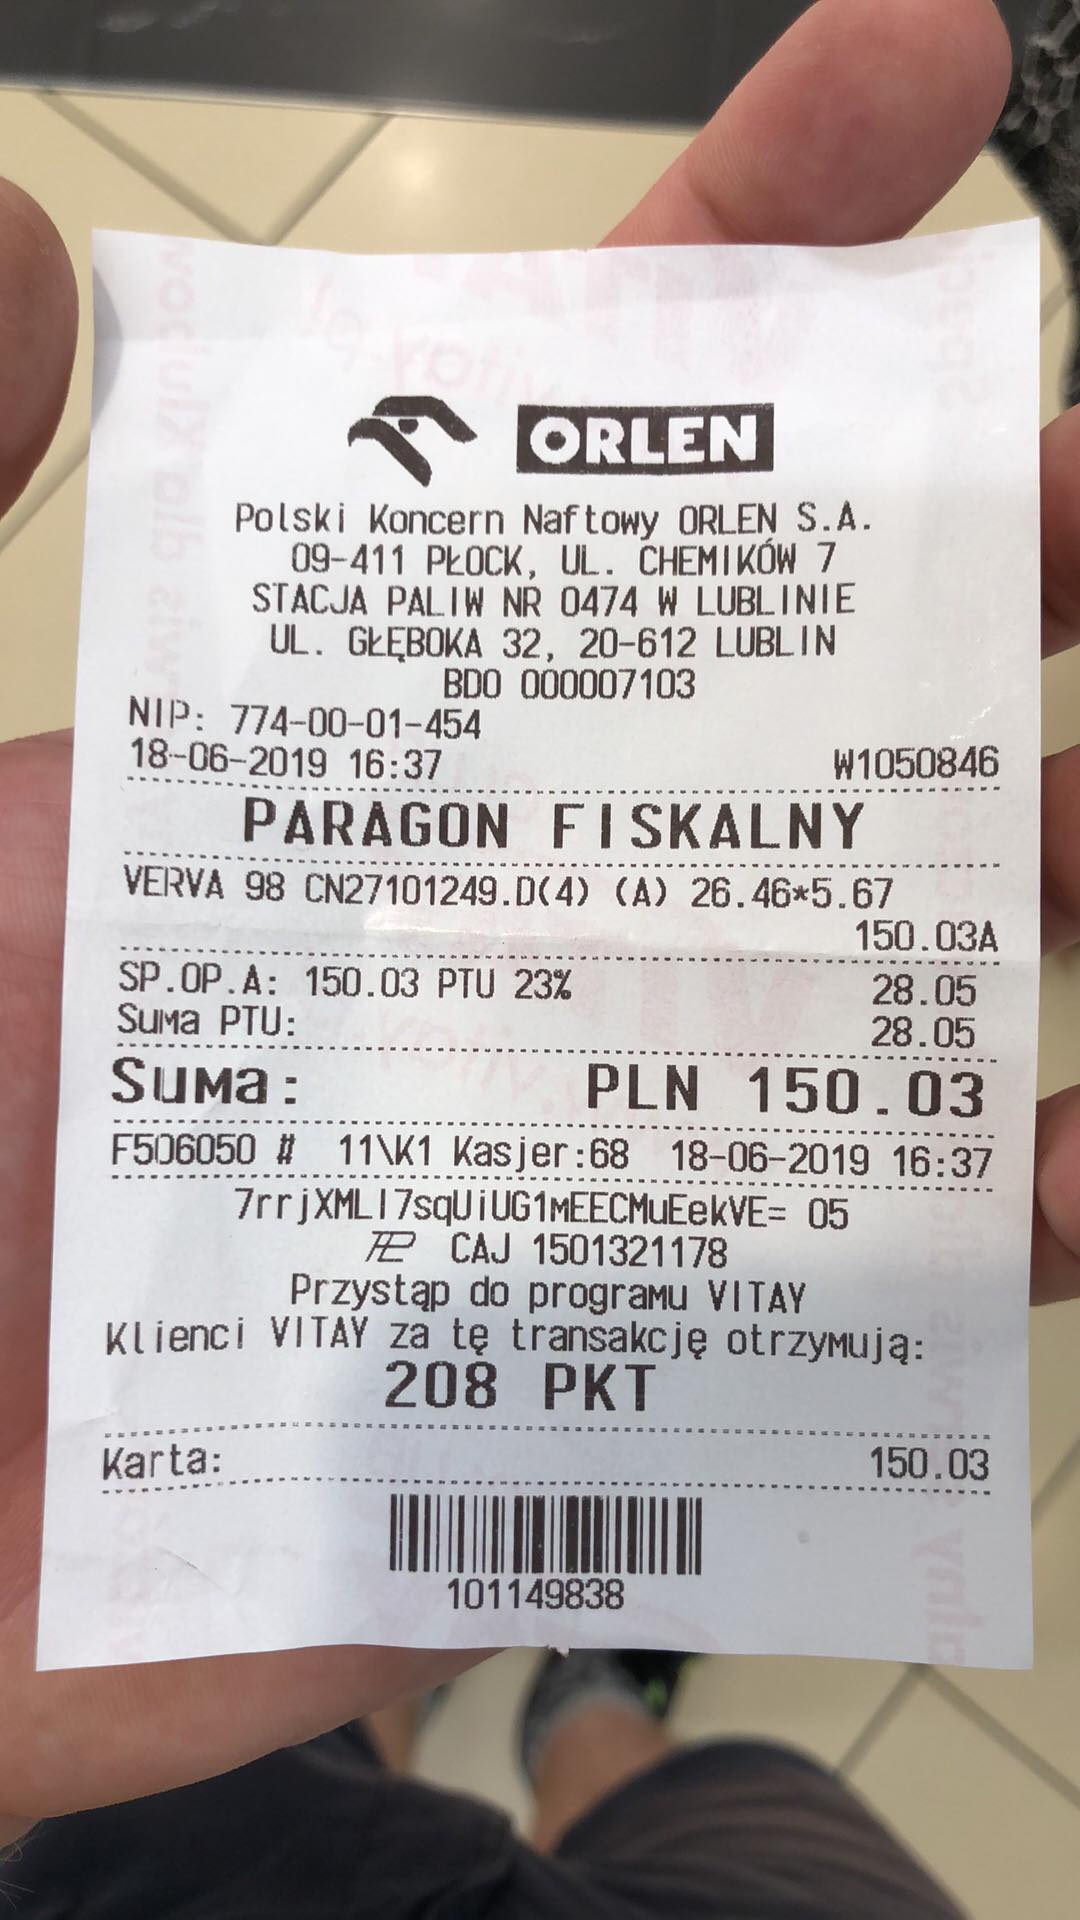 ORLEN
Polski Koncern Naftowy ORLEN S.A.
09-411 PŁOCK, UL. CHEMIKÓW 7
STACJA PALIW NR 0474 W LUBLINIE
UL. GŁĘBOKA 32, 20-612 LUBLIN
BDO 000007103
NIP: 774-00-01-454
18-06-2019 16:37 W1050846
PARAGON FISKALNY
VERVA 98 CN27101249.D(4) (A) 26.46*5.67
150.03A
SP.OP.A: 150.03 PTU 23% 28.05
Suma PTU: 28.05
Suma: PLN 150.03
F506050 # 11\K1 Kasjer:68 18-06-2019 16:37
7rrjXMLI7sqUiUG1MEECMuEekVE= 05
CAJ 1501321178
Przystąp do programu VITAY
Klienci VITAY za tę transakcję otrzymują:
208 PKT
Karta: 150.03
101149838